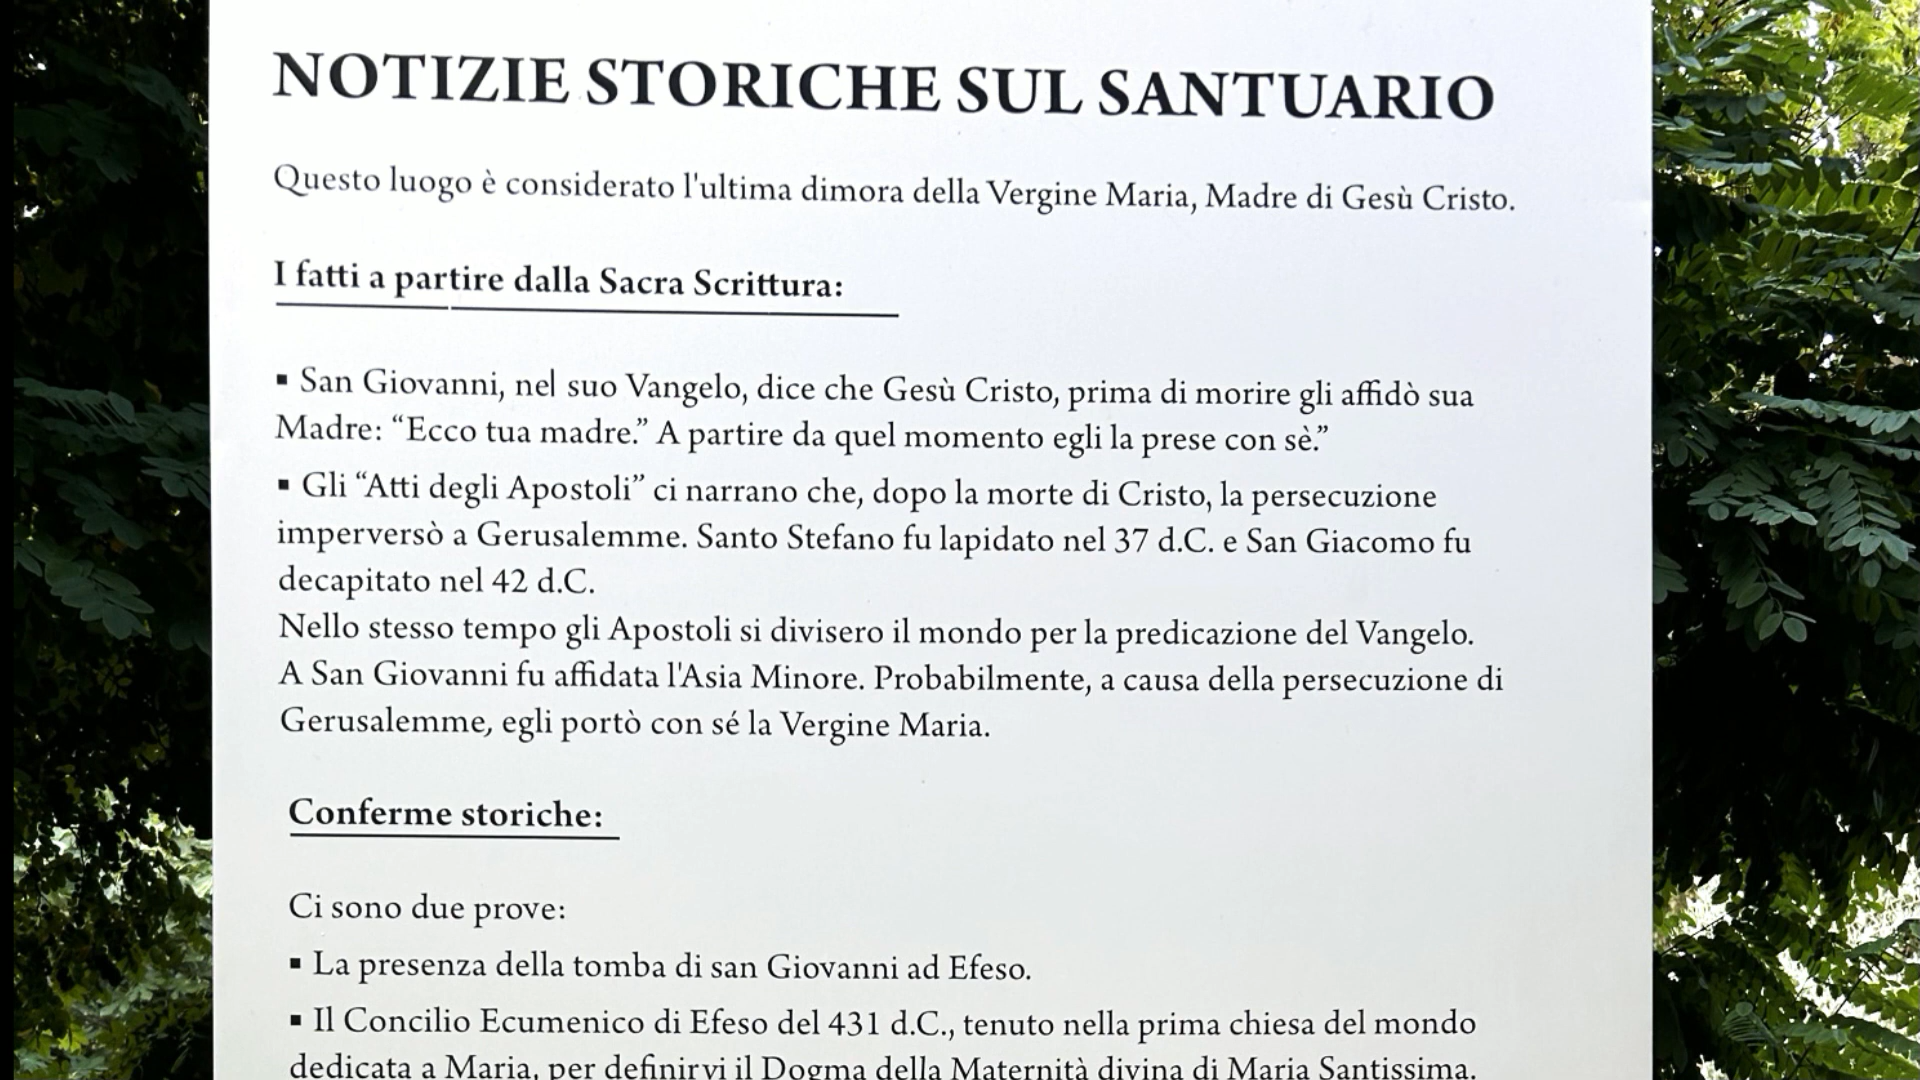 NOTIZIE STORICHE SUL SANTUARIO
Questo luogo è considerato l'ultima dimora della Vergine Maria, Madre di Gesù Cristo.
I fatti a partire dalla Sacra Scrittura:
▪ San Giovanni, nel suo Vangelo, dice che Gesù Cristo, prima di morire gli affidò sua
Madre: “Ecco tua madre.” A partire da quel momento egli la prese con sè.”
▪ Gli “Atti degli Apostoli” ci narrano che, dopo la morte di Cristo, la persecuzione
imperversò a Gerusalemme. Santo Stefano fu lapidato nel 37 d.C. e San Giacomo fu
decapitato nel 42 d.C.
Nello stesso tempo gli Apostoli si divisero il mondo per la predicazione del Vangelo.
A San Giovanni fu affidata l'Asia Minore. Probabilmente, a causa della persecuzione di
Gerusalemme, egli portò con sé la Vergine Maria.
Conferme storiche:
Ci sono due prove:
▪ La presenza della tomba di san Giovanni ad Efeso.
▪ Il Concilio Ecumenico di Efeso del 431 d.C., tenuto nella prima chiesa del mondo
dedicata a Maria, per definirvi il Dogma della Maternità divina di Maria Santissima.